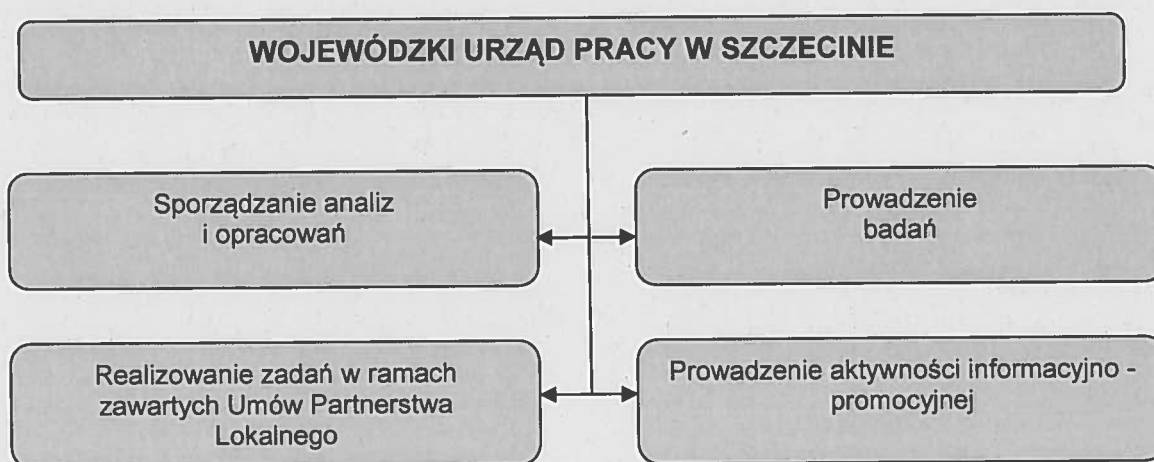 WOJEWÓDZKI URZĄD PRACY W SZCZECINIE
Sporządzanie analiz
i opracowań
Prowadzenie
badań
Realizowanie zadań w ramach
zawartych Umów Partnerstwa
Lokalnego
Prowadzenie aktywności informacyjno -
promocyjnej